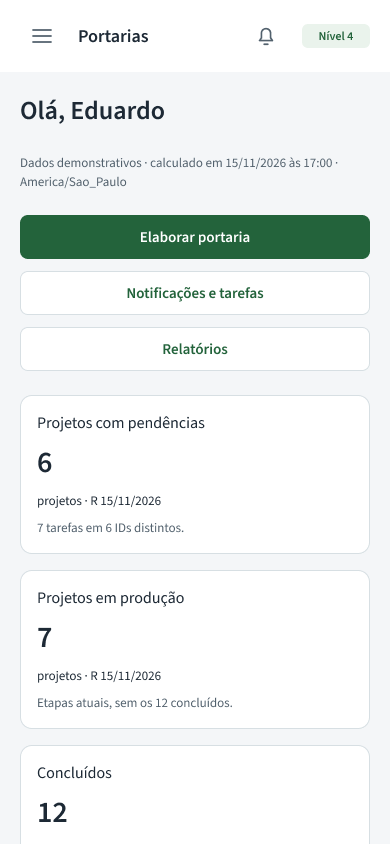 Portarias
Nível 4
Olá, Eduardo
Dados demonstrativos · calculado em 15/11/2026 às 17:00 ·
America/Sao_Paulo
Elaborar portaria
Notificações e tarefas
Relatórios
Projetos com pendências
6
projetos · R 15/11/2026
7 tarefas em 6 IDs distintos.
Projetos em produção
7
projetos · R 15/11/2026
Etapas atuais, sem os 12 concluídos.
Concluídos
12